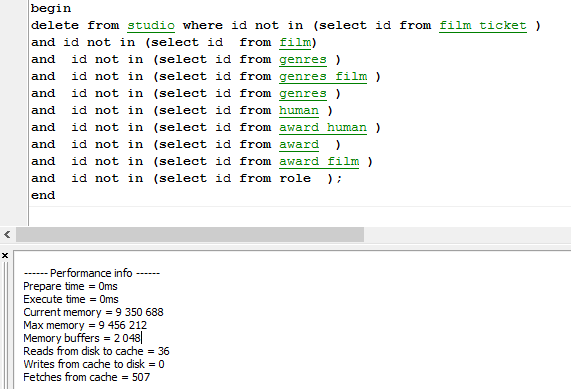 begin
delete from studio where id not in (select id from film_ticket )
and id not in (select id  from film)
and  id not in (select id from genres )
and  id not in (select id from genres_film )
and  id not in (select id from genres )
and  id not in (select id from human )
and  id not in (select id from award_human )
and  id not in (select id from award  )
and  id not in (select id from award_film )
and  id not in (select id from role  );
end
------ Performance info ------
Prepare time = 0ms
Execute time = 0ms
Current memory = 9 350 688
Max memory = 9 456 212
Memory buffers = 2 048
Reads from disk to cache = 36
Writes from cache to disk = 0
Fetches from cache = 507